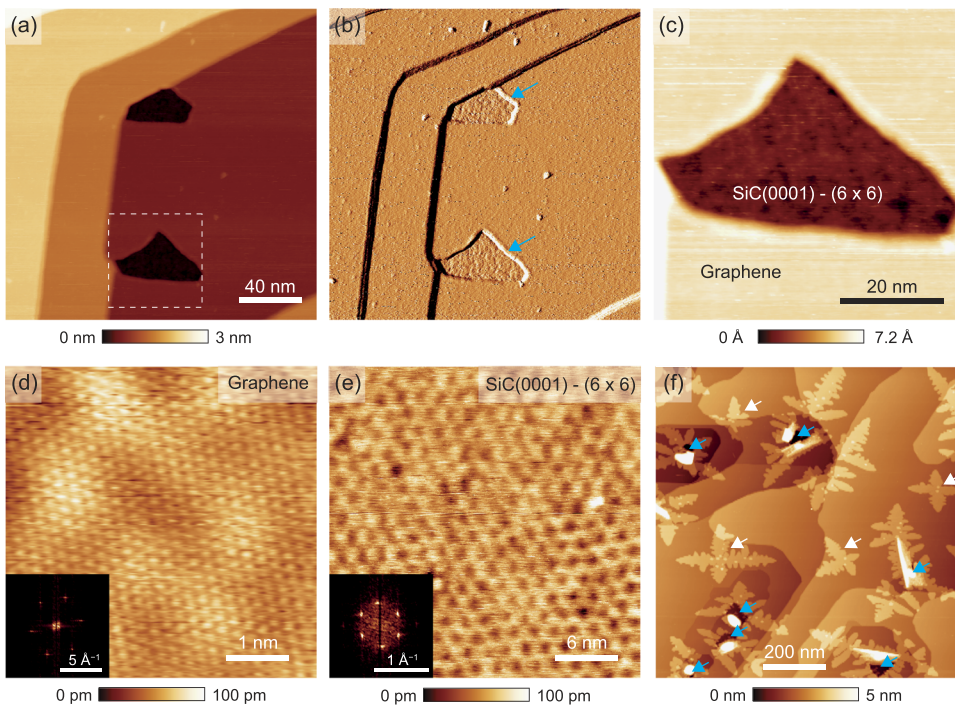 (a)
40 nm
0 nm 3 nm
(b)
(c)
SiC(0001) - (6 x 6)
Graphene
20 nm
0 Å 7.2 Å
(d)
Graphene
5 Å⁻¹
1 nm
0 pm 100 pm
(e)
SiC(0001) - (6 x 6)
1 Å⁻¹
6 nm
0 pm 100 pm
(f)
200 nm
0 nm 5 nm